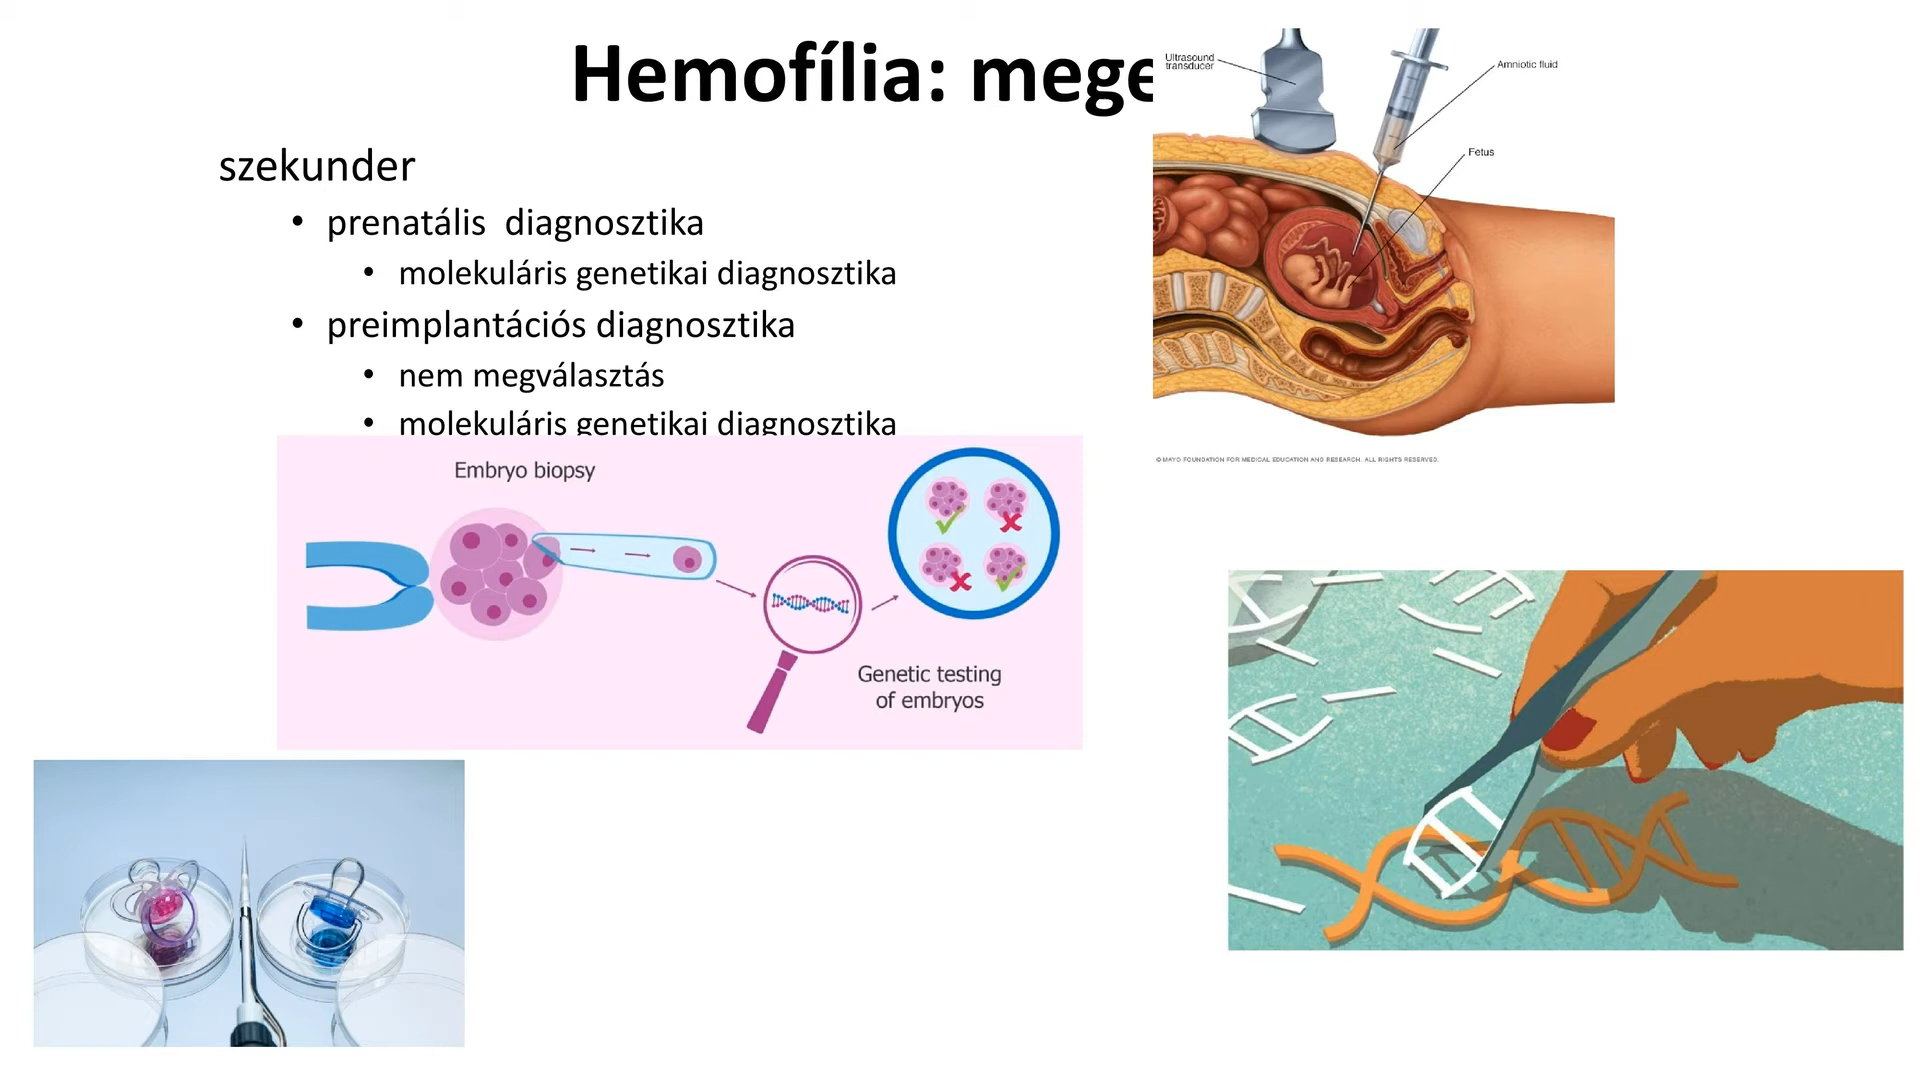 Hemofília: mege
szekunder
• prenatális diagnosztika
• molekuláris genetikai diagnosztika
• preimplantációs diagnosztika
• nem megválasztás
• molekuláris genetikai diagnosztika
Ultrasound
transducer
Amniotic fluid
Fetus
© MAYO FOUNDATION FOR MEDICAL EDUCATION AND RESEARCH. ALL RIGHTS RESERVED.
Embryo biopsy
Genetic testing
of embryos